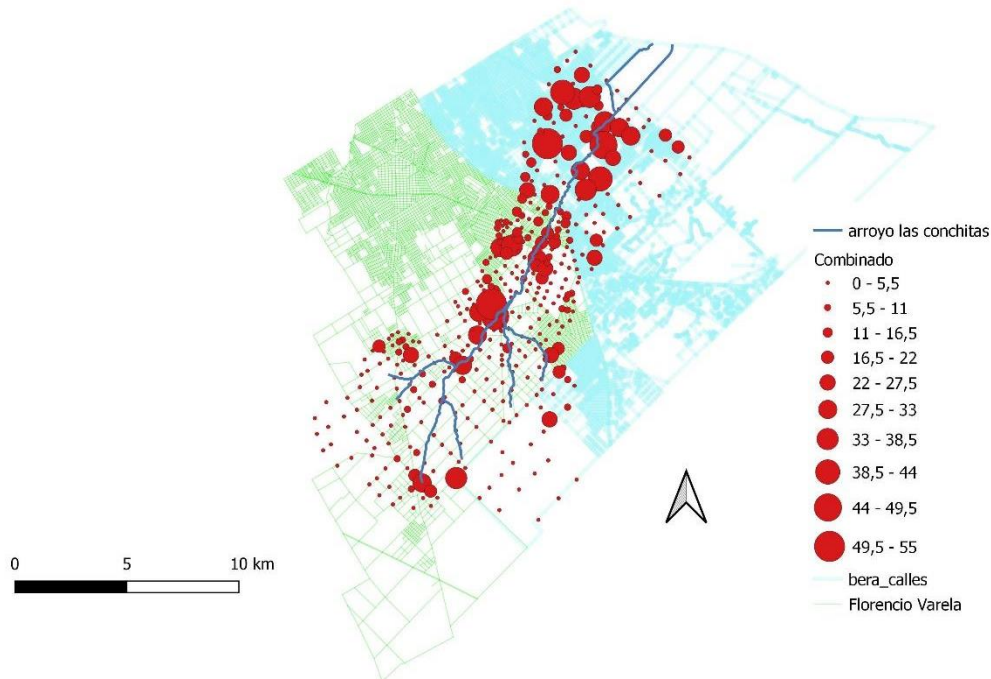 arroyo las conchitas
Combinado
0 - 5,5
5,5 - 11
11 - 16,5
16,5 - 22
22 - 27,5
27,5 - 33
33 - 38,5
38,5 - 44
44 - 49,5
49,5 - 55
bera_calles
Florencio Varela
0 5 10 km